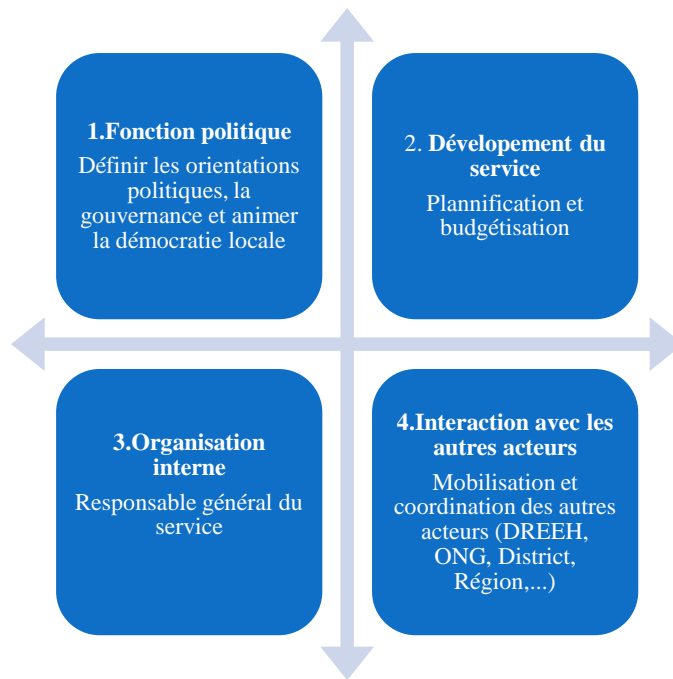 1.Fonction politique
Définir les orientations
politiques, la
gouvernance et animer
la démocratie locale
2. Dévelopement du
service
Plannification et
budgétisation
3.Organisation
interne
Responsable général du
service
4.Interaction avec les
autres acteurs
Mobilisation et
coordination des autres
acteurs (DREEH,
ONG, District,
Région,...)